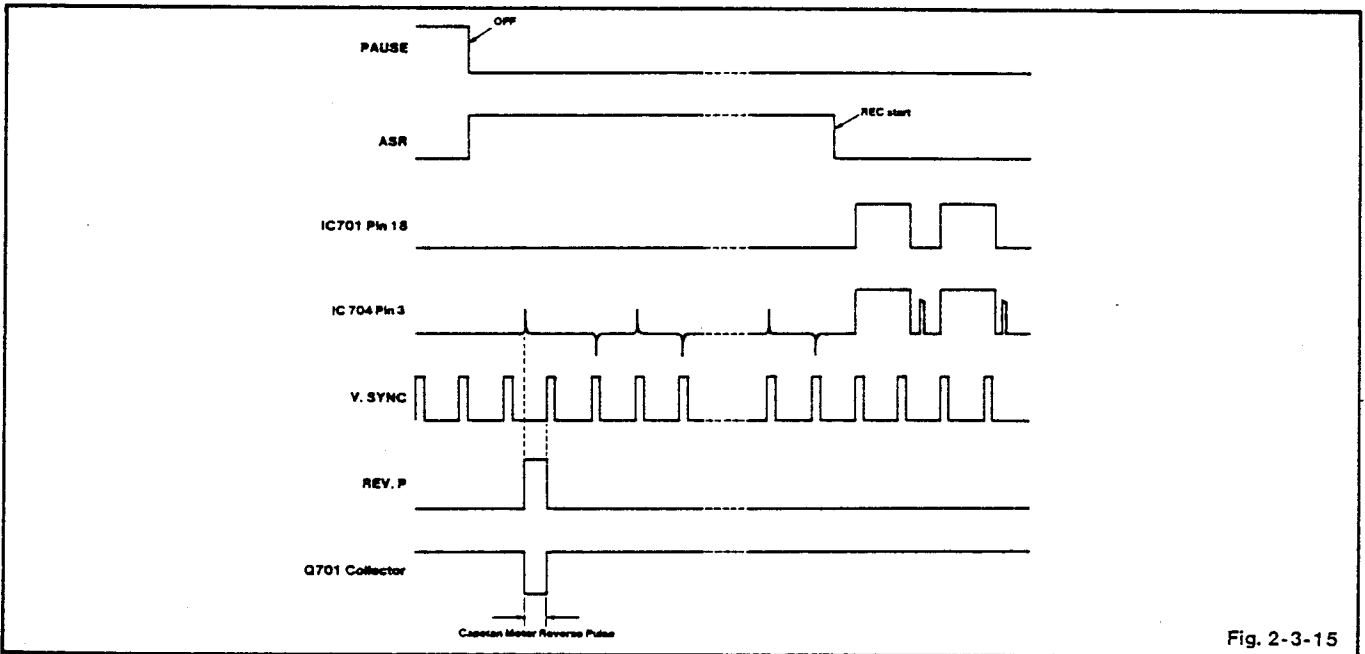 OFF
PAUSE
REC start
ASR
IC701 Pin 18
IC 704 Pin 3
V. SYNC
REV. P
Q701 Collector
Capstan Motor Reverse Pulse
Fig. 2-3-15